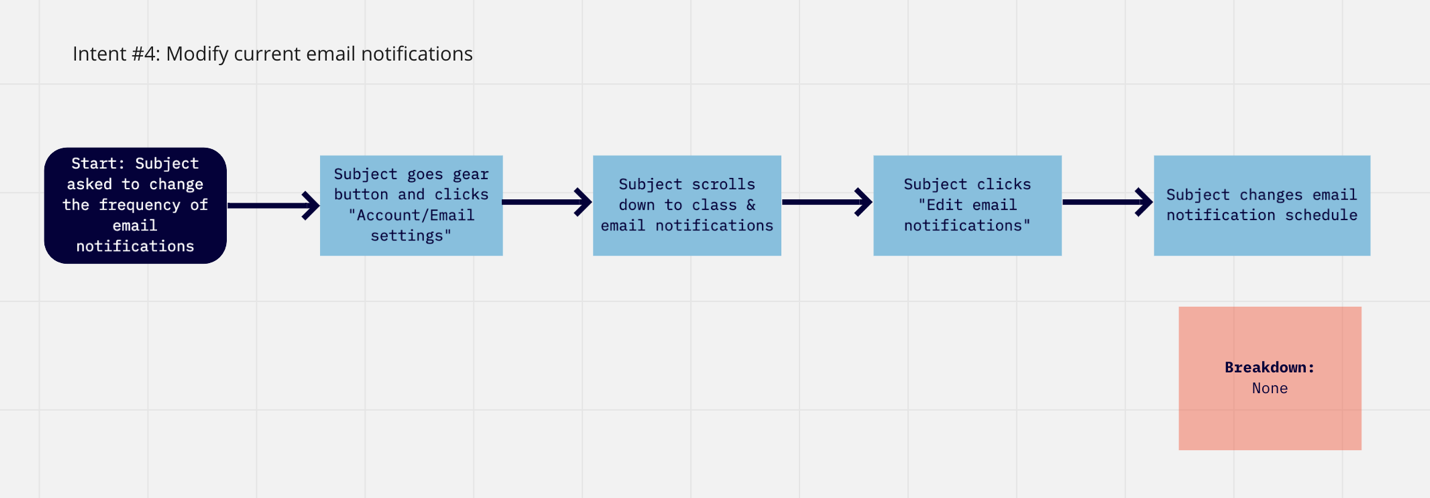 Intent #4: Modify current email notifications
Start: Subject
asked to change
the frequency of
email
notifications
Subject goes gear
button and clicks
"Account/Email
settings"
Subject scrolls
down to class &
email notifications
Subject clicks
"Edit email
notifications"
Subject changes email
notification schedule
Breakdown:
None